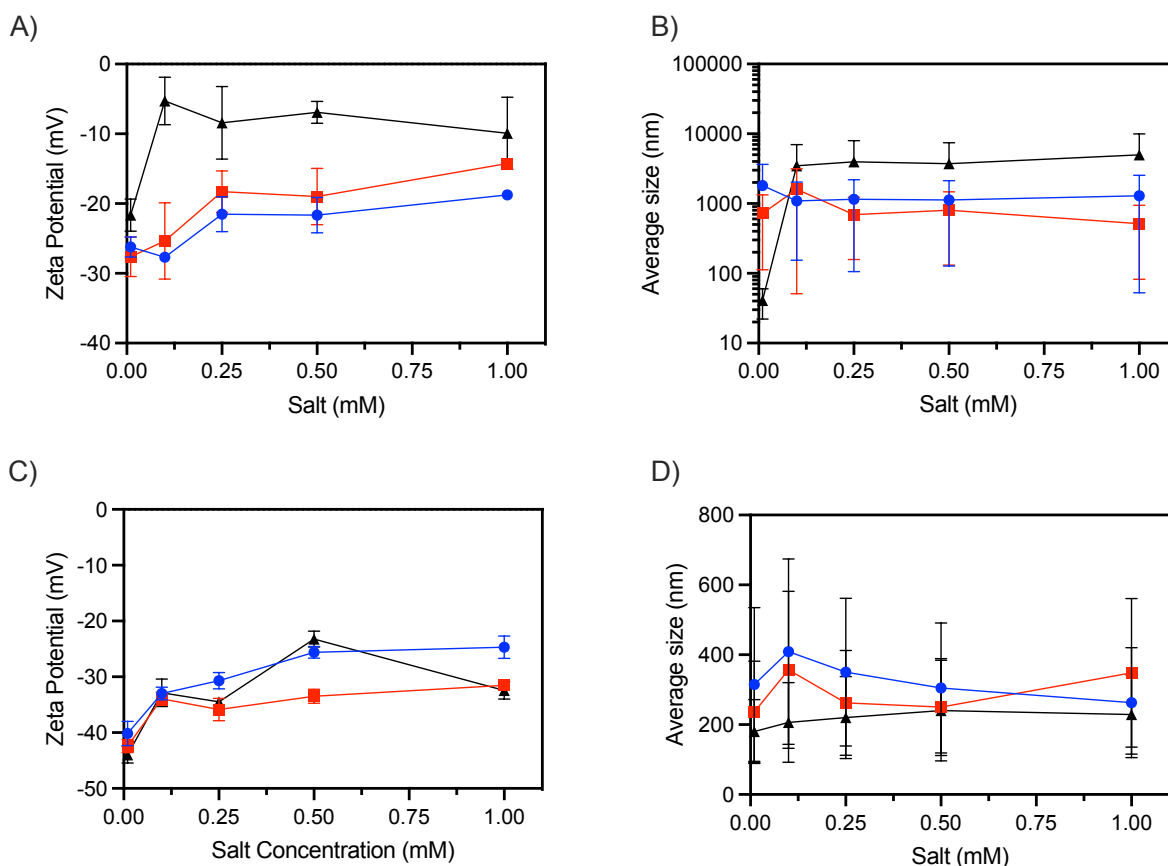 A)
Zeta Potential (mV)
0
-10
-20
-30
-40
0.00 0.25 0.50 0.75 1.00
Salt (mM)
B)
Average size (nm)
100000
10000
1000
100
10
0.00 0.25 0.50 0.75 1.00
Salt (mM)
C)
Zeta Potential (mV)
0
-10
-20
-30
-40
-50
0.00 0.25 0.50 0.75 1.00
Salt Concentration (mM)
D)
Average size (nm)
800
600
400
200
0
0.00 0.25 0.50 0.75 1.00
Salt (mM)